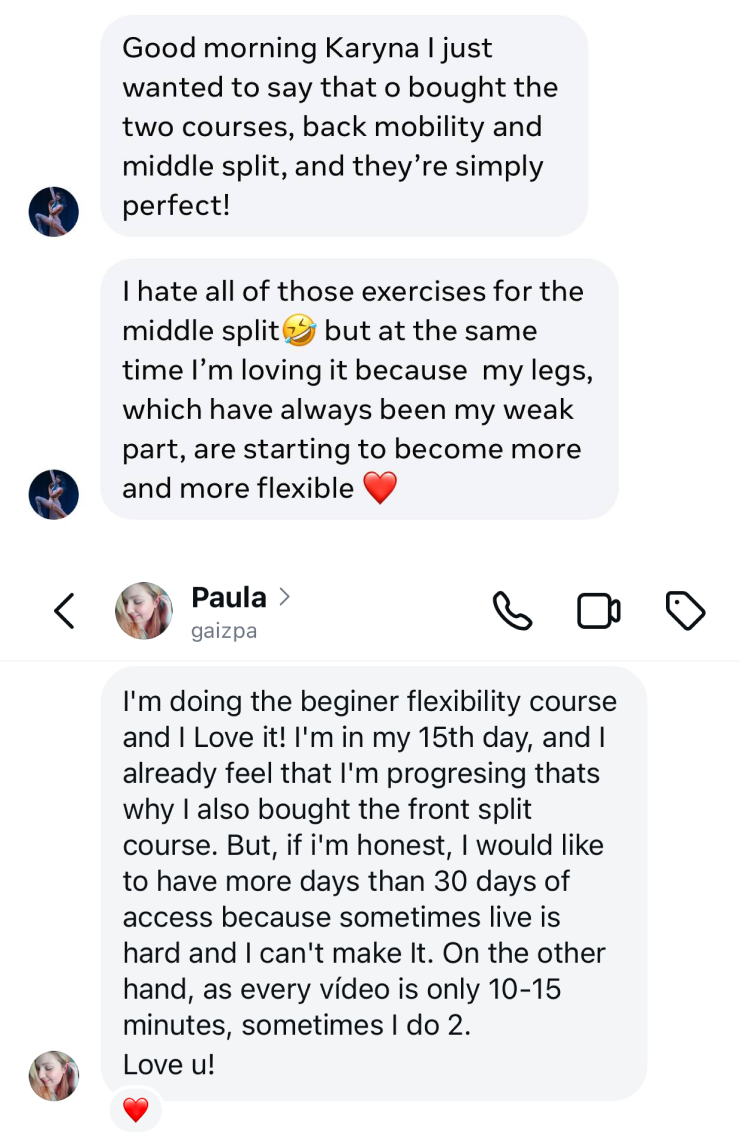 Good morning Karyna I just
wanted to say that o bought the
two courses, back mobility and
middle split, and they’re simply
perfect!
I hate all of those exercises for the
middle split🤣 but at the same
time I’m loving it because  my legs,
which have always been my weak
part, are starting to become more
and more flexible ❤️
Paula
gaizpa
I'm doing the beginer flexibility course
and I Love it! I'm in my 15th day, and I
already feel that I'm progresing thats
why I also bought the front split
course. But, if i'm honest, I would like
to have more days than 30 days of
access because sometimes live is
hard and I can't make It. On the other
hand, as every vídeo is only 10-15
minutes, sometimes I do 2.
Love u!
❤️